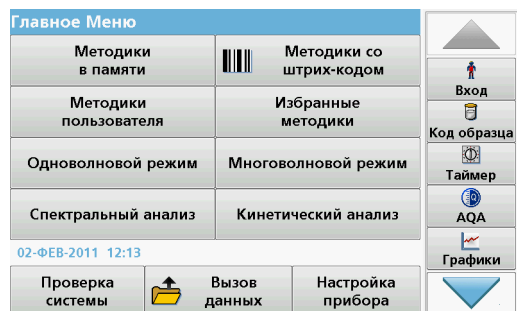 Главное Меню
Методики
в памяти
Методики со
штрих-кодом
Методики
пользователя
Избранные
методики
Одноволновой режим
Многоволновой режим
Спектральный анализ
Кинетический анализ
02-ФЕВ-2011 12:13
Проверка
системы
Вызов
данных
Настройка
прибора
Вход
Код образца
Таймер
AQA
Графики